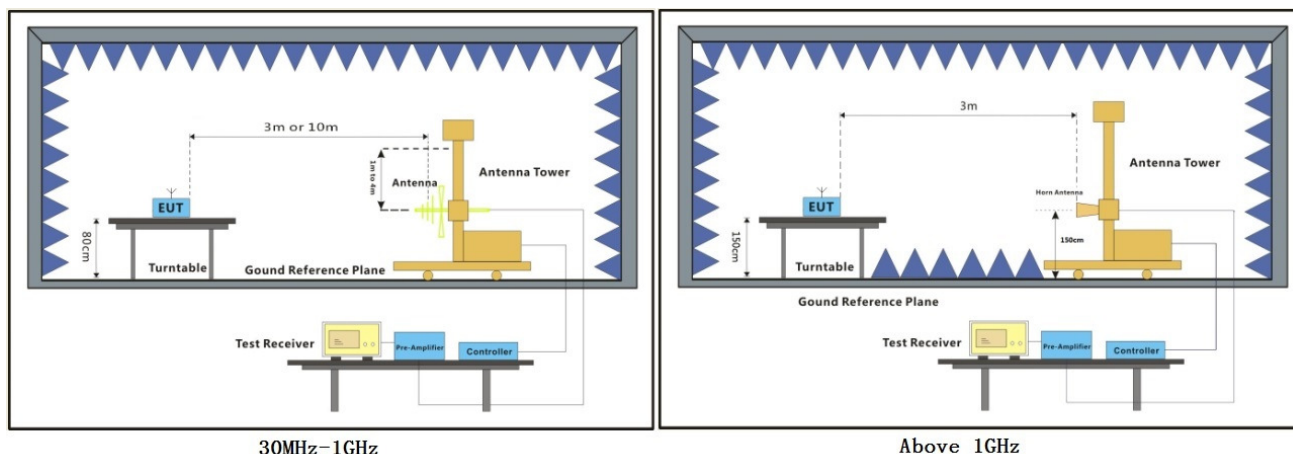 3m or 10m
1m to 4m
Antenna
Antenna Tower
EUT
80cm
Turntable
Gound Reference Plane
Test Receiver
Pre-Amplifier
Controller
30MHz-1GHz
3m
Horn Antenna
Antenna Tower
EUT
150cm
150cm
Turntable
Gound Reference Plane
Test Receiver
Pre-Amplifier
Controller
Above 1GHz